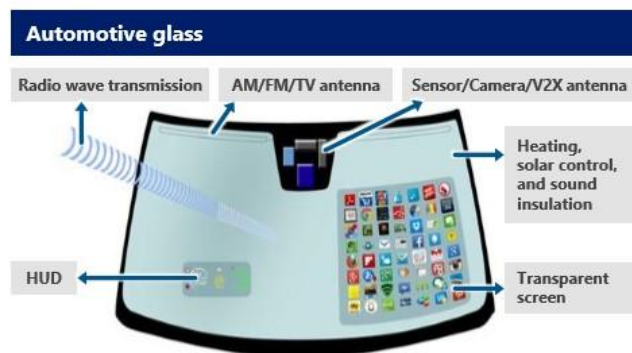 Automotive glass
Radio wave transmission
AM/FM/TV antenna
Sensor/Camera/V2X antenna
Heating,
solar control,
and sound
insulation
HUD
Transparent
screen